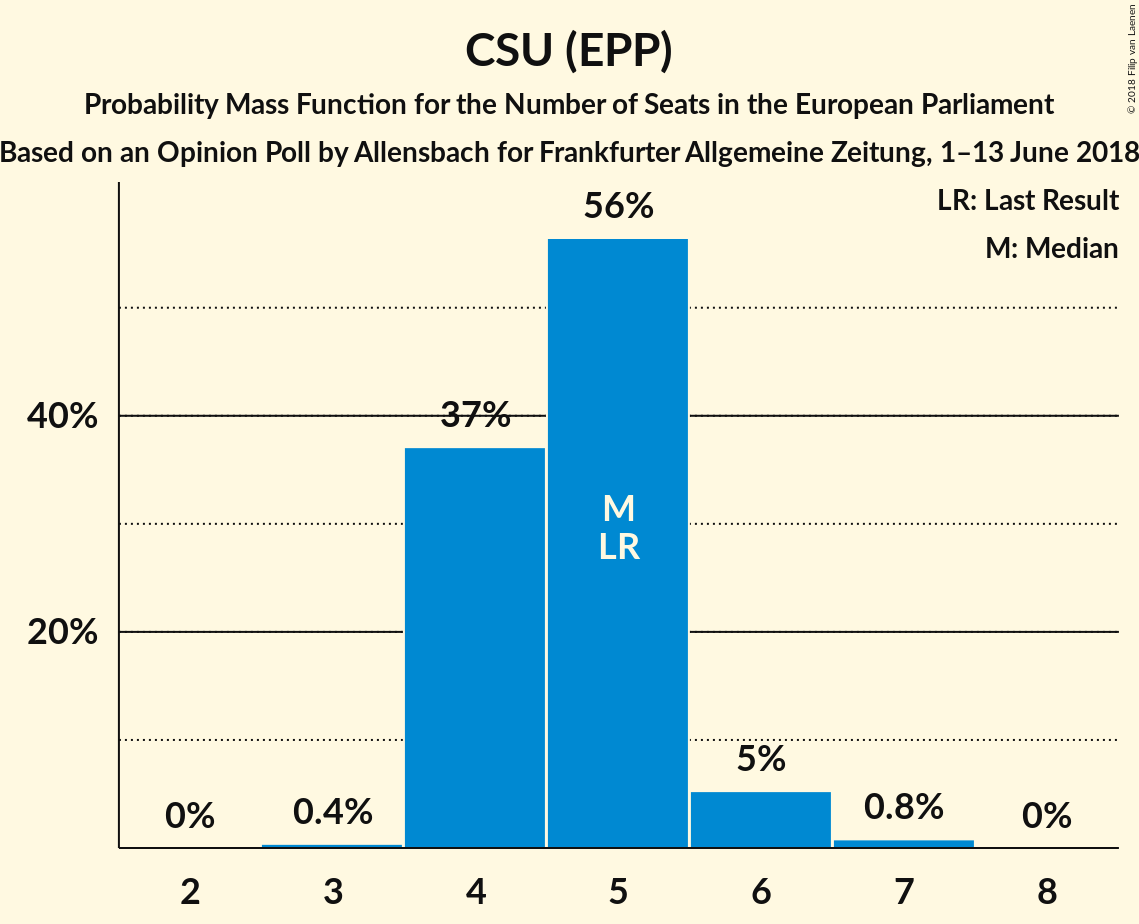 CSU (EPP)
Probability Mass Function for the Number of Seats in the European Parliament
Based on an Opinion Poll by Allensbach for Frankfurter Allgemeine Zeitung, 1–13 June 2018
© 2018 Filip van Laenen
LR: Last Result
M: Median
56%
40%
37%
M
LR
20%
5%
0%
0.4%
0.8%
0%
2 3 4 5 6 7 8